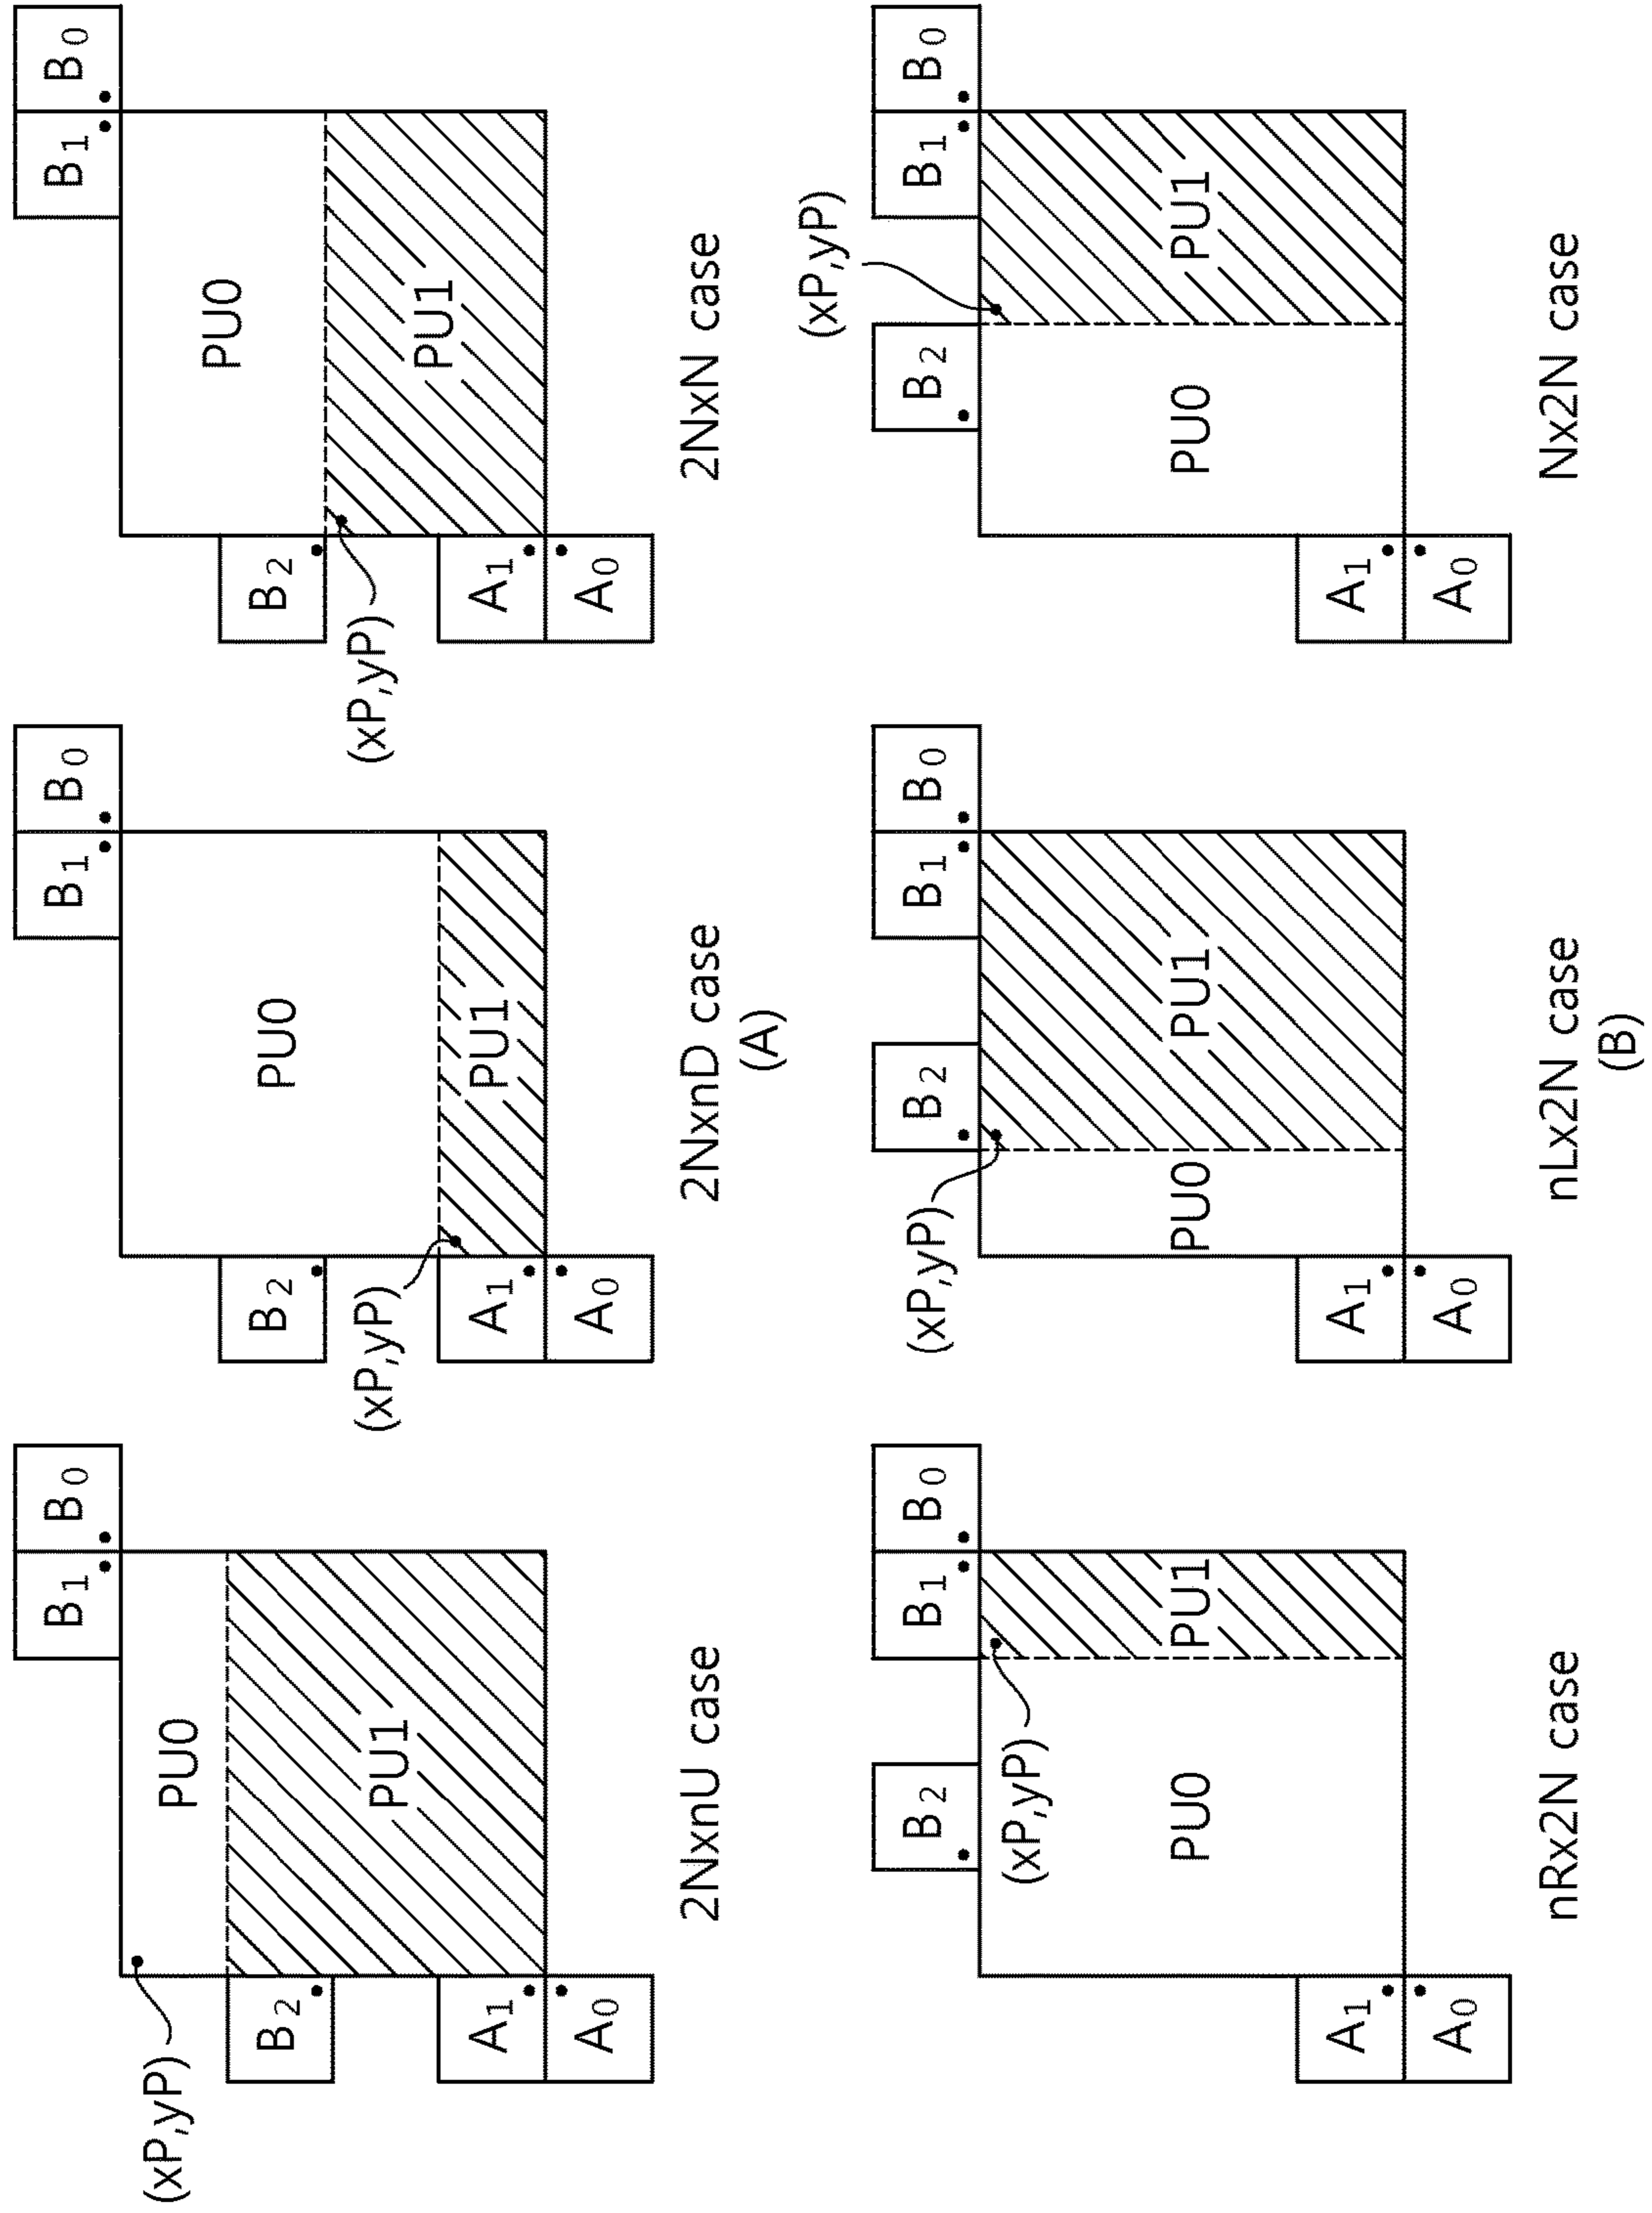 B1 B0
(xP,yP)
PU0
B2
PU1
A1
A0
2NxnU case
B1 B0
PU0
B2
(xP,yP)
PU1
A1
A0
2NxnD case
(A)
B1 B0
PU0
B2
(xP,yP)
PU1
A1
A0
2NxN case
B2 B1 B0
(xP,yP)
PU0 PU1
A1
A0
nRx2N case
B2 B1 B0
(xP,yP)
PU0 PU1
A1
A0
nLx2N case
(B)
(xP,yP)
B2 B1 B0
PU0 PU1
A1
A0
Nx2N case